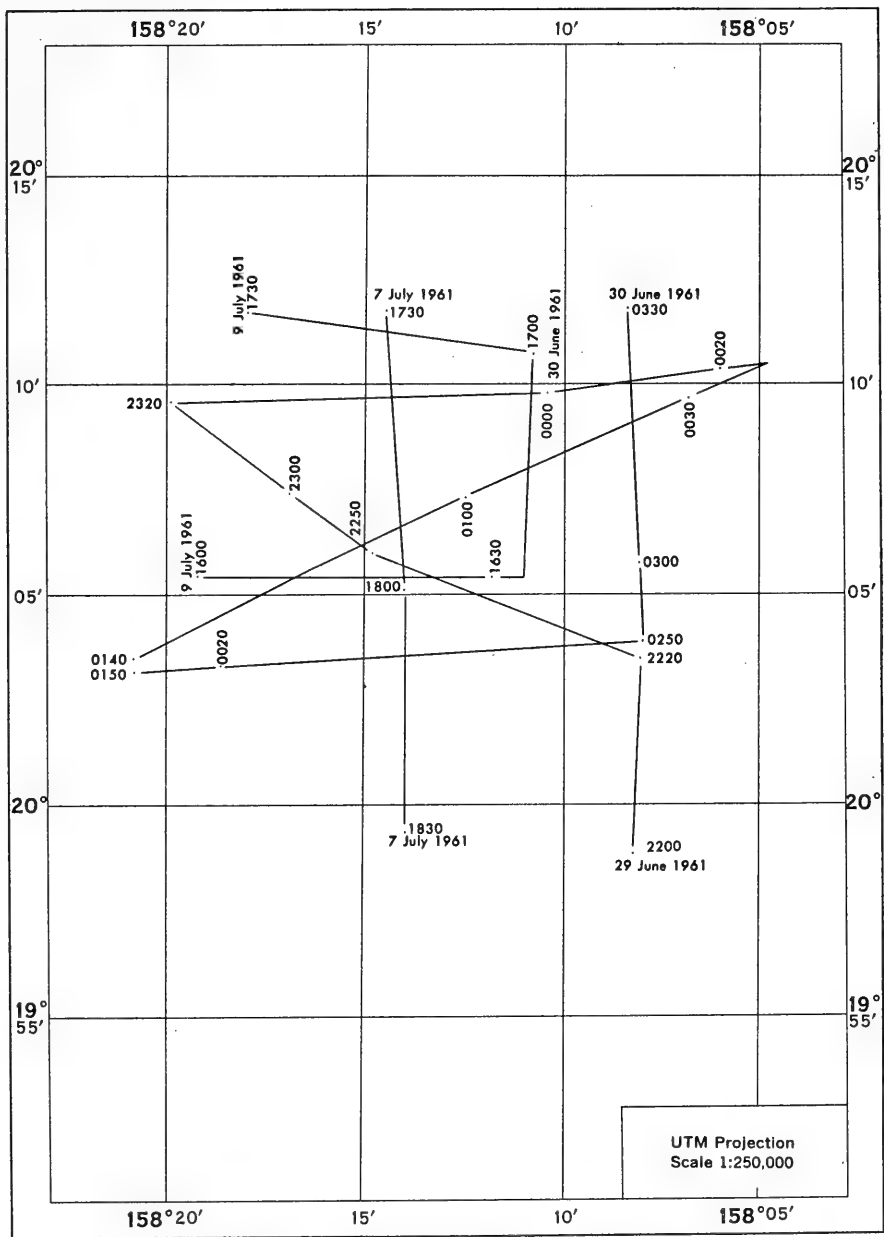 158° 20′ 15′ 10′ 158° 05′
20° 15′
20° 15′
9 July 1961
1730
7 July 1961
1730
1700
30 June 1961
30 June 1961
0330
0020
10′
10′
2320
0000
0030
2300
2250
0100
9 July 1961
1600
1630
0300
05′
1800
05′
0140
0150
0020
0250
2220
20°
20°
1830
7 July 1961
2200
29 June 1961
19° 55′
19° 55′
UTM Projection
Scale 1:250,000
158° 20′ 15′ 10′ 158° 05′